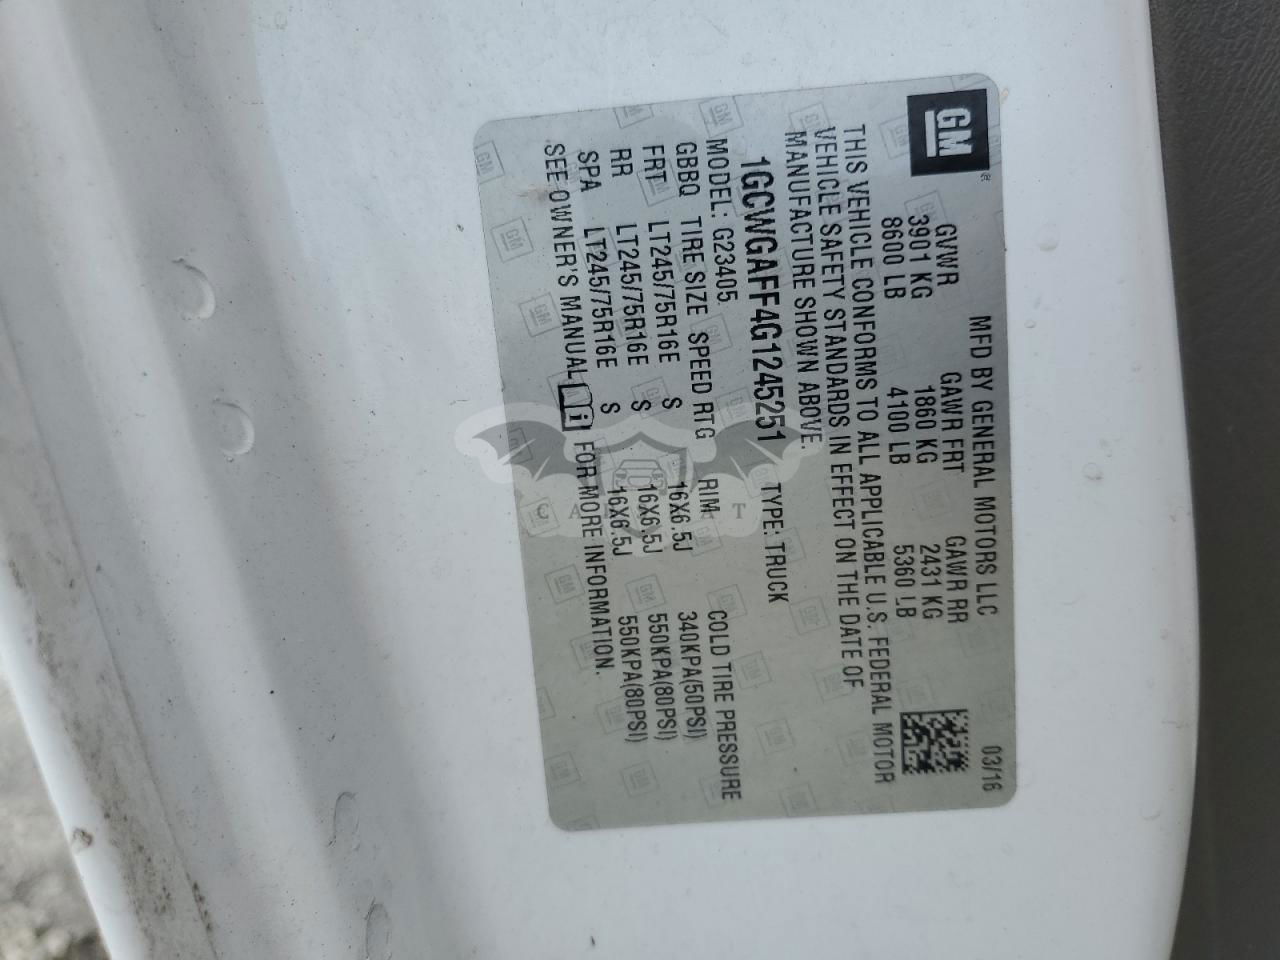 GM
MFD BY GENERAL MOTORS LLC 03/16
GVWR GAWR FRT GAWR RR
3901 KG 1860 KG 2431 KG
8600 LB 4100 LB 5360 LB
THIS VEHICLE CONFORMS TO ALL APPLICABLE U.S. FEDERAL MOTOR
VEHICLE SAFETY STANDARDS IN EFFECT ON THE DATE OF
MANUFACTURE SHOWN ABOVE.
1GCWGAFF4G1245251 TYPE: TRUCK
MODEL: G23405
GBBQ TIRE SIZE SPEED RTG RIM COLD TIRE PRESSURE
FRT LT245/75R16E S 16X6.5J 340KPA(50PSI)
RR LT245/75R16E S 16X6.5J 550KPA(80PSI)
SPA LT245/75R16E S 16X6.5J 550KPA(80PSI)
SEE OWNER'S MANUAL i FOR MORE INFORMATION.